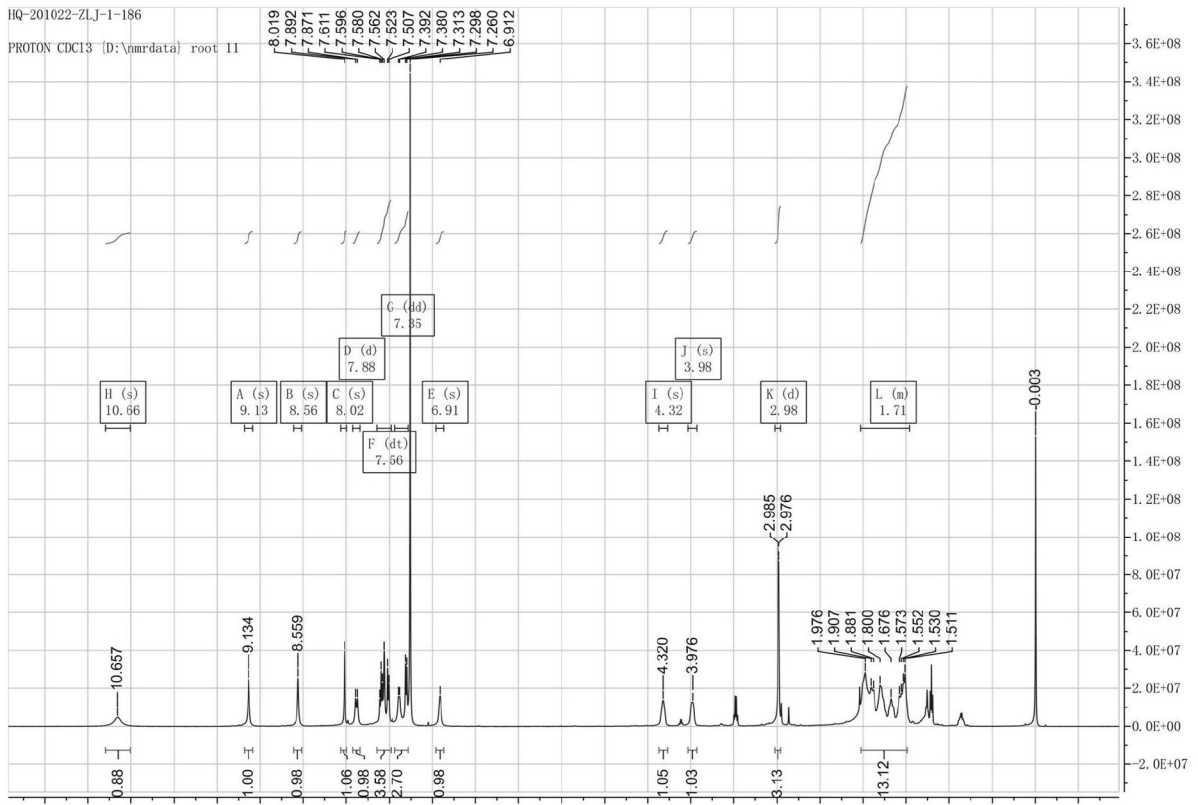 HQ-201022-ZLJ-1-186
PROTON CDCl3 {D:\nmrdata} root 11
8.019
7.892
7.871
7.611
7.596
7.580
7.562
7.523
7.507
7.392
7.380
7.313
7.298
7.260
6.912
3.6E+08
3.4E+08
3.2E+08
3.0E+08
2.8E+08
2.6E+08
2.4E+08
2.2E+08
2.0E+08
1.8E+08
1.6E+08
1.4E+08
1.2E+08
1.0E+08
8.0E+07
6.0E+07
4.0E+07
2.0E+07
0.0E+00
-2.0E+07
G (dd)
7.35
D (d)
7.88
J (s)
3.98
H (s)
10.66
A (s)
9.13
B (s)
8.56
C (s)
8.02
E (s)
6.91
I (s)
4.32
K (d)
2.98
L (m)
1.71
F (dt)
7.56
-0.003
2.985
2.976
10.657
9.134
8.559
4.320
3.976
1.976
1.907
1.881
1.800
1.676
1.573
1.552
1.530
1.511
0.88
1.00
0.98
1.06
0.98
3.58
2.70
0.98
1.05
1.03
3.13
13.12